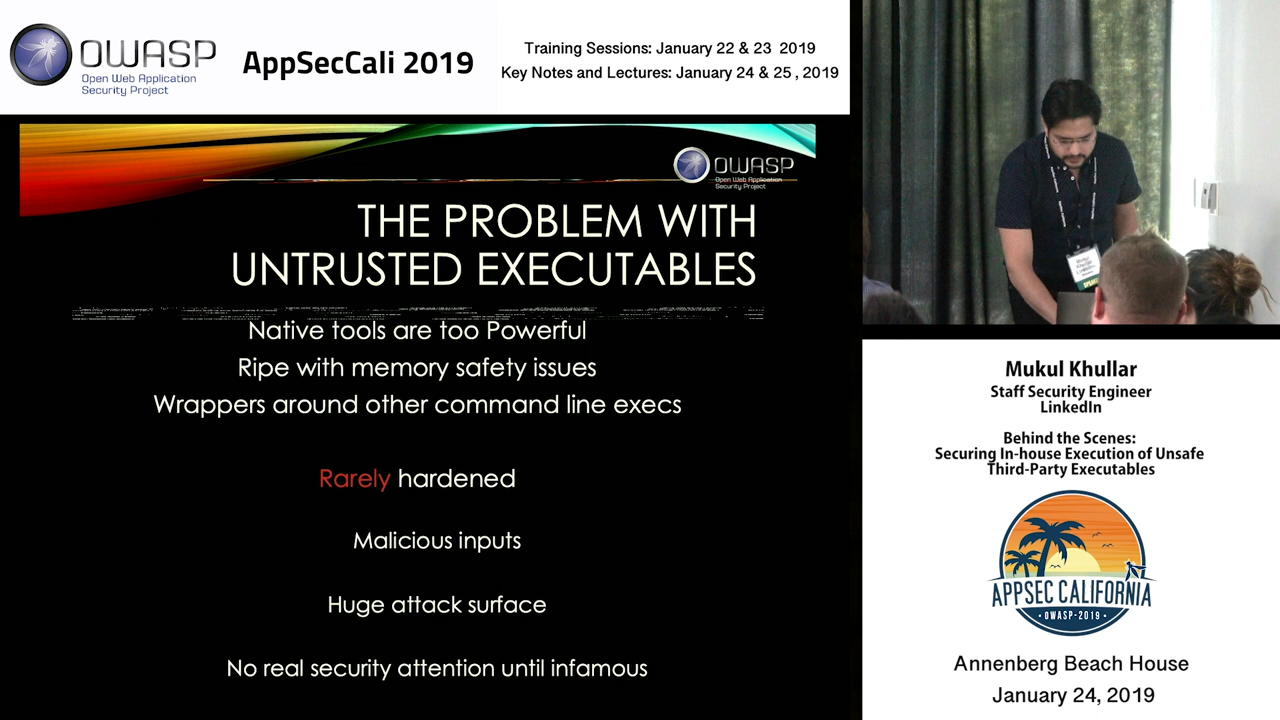 OWASP
Open Web Application
Security Project
AppSecCali 2019
Training Sessions: January 22 & 23 2019
Key Notes and Lectures: January 24 & 25 , 2019
OWASP
Open Web Application
Security Project
THE PROBLEM WITH
UNTRUSTED EXECUTABLES
Native tools are too Powerful
Ripe with memory safety issues
Wrappers around other command line execs
Rarely hardened
Malicious inputs
Huge attack surface
No real security attention until infamous
Mukul
Khullar
Mukul Khullar
Staff Security Engineer
LinkedIn
Behind the Scenes:
Securing In-house Execution of Unsafe
Third-Party Executables
APPSEC CALIFORNIA
• OWASP-2019 •
Annenberg Beach House
January 24, 2019